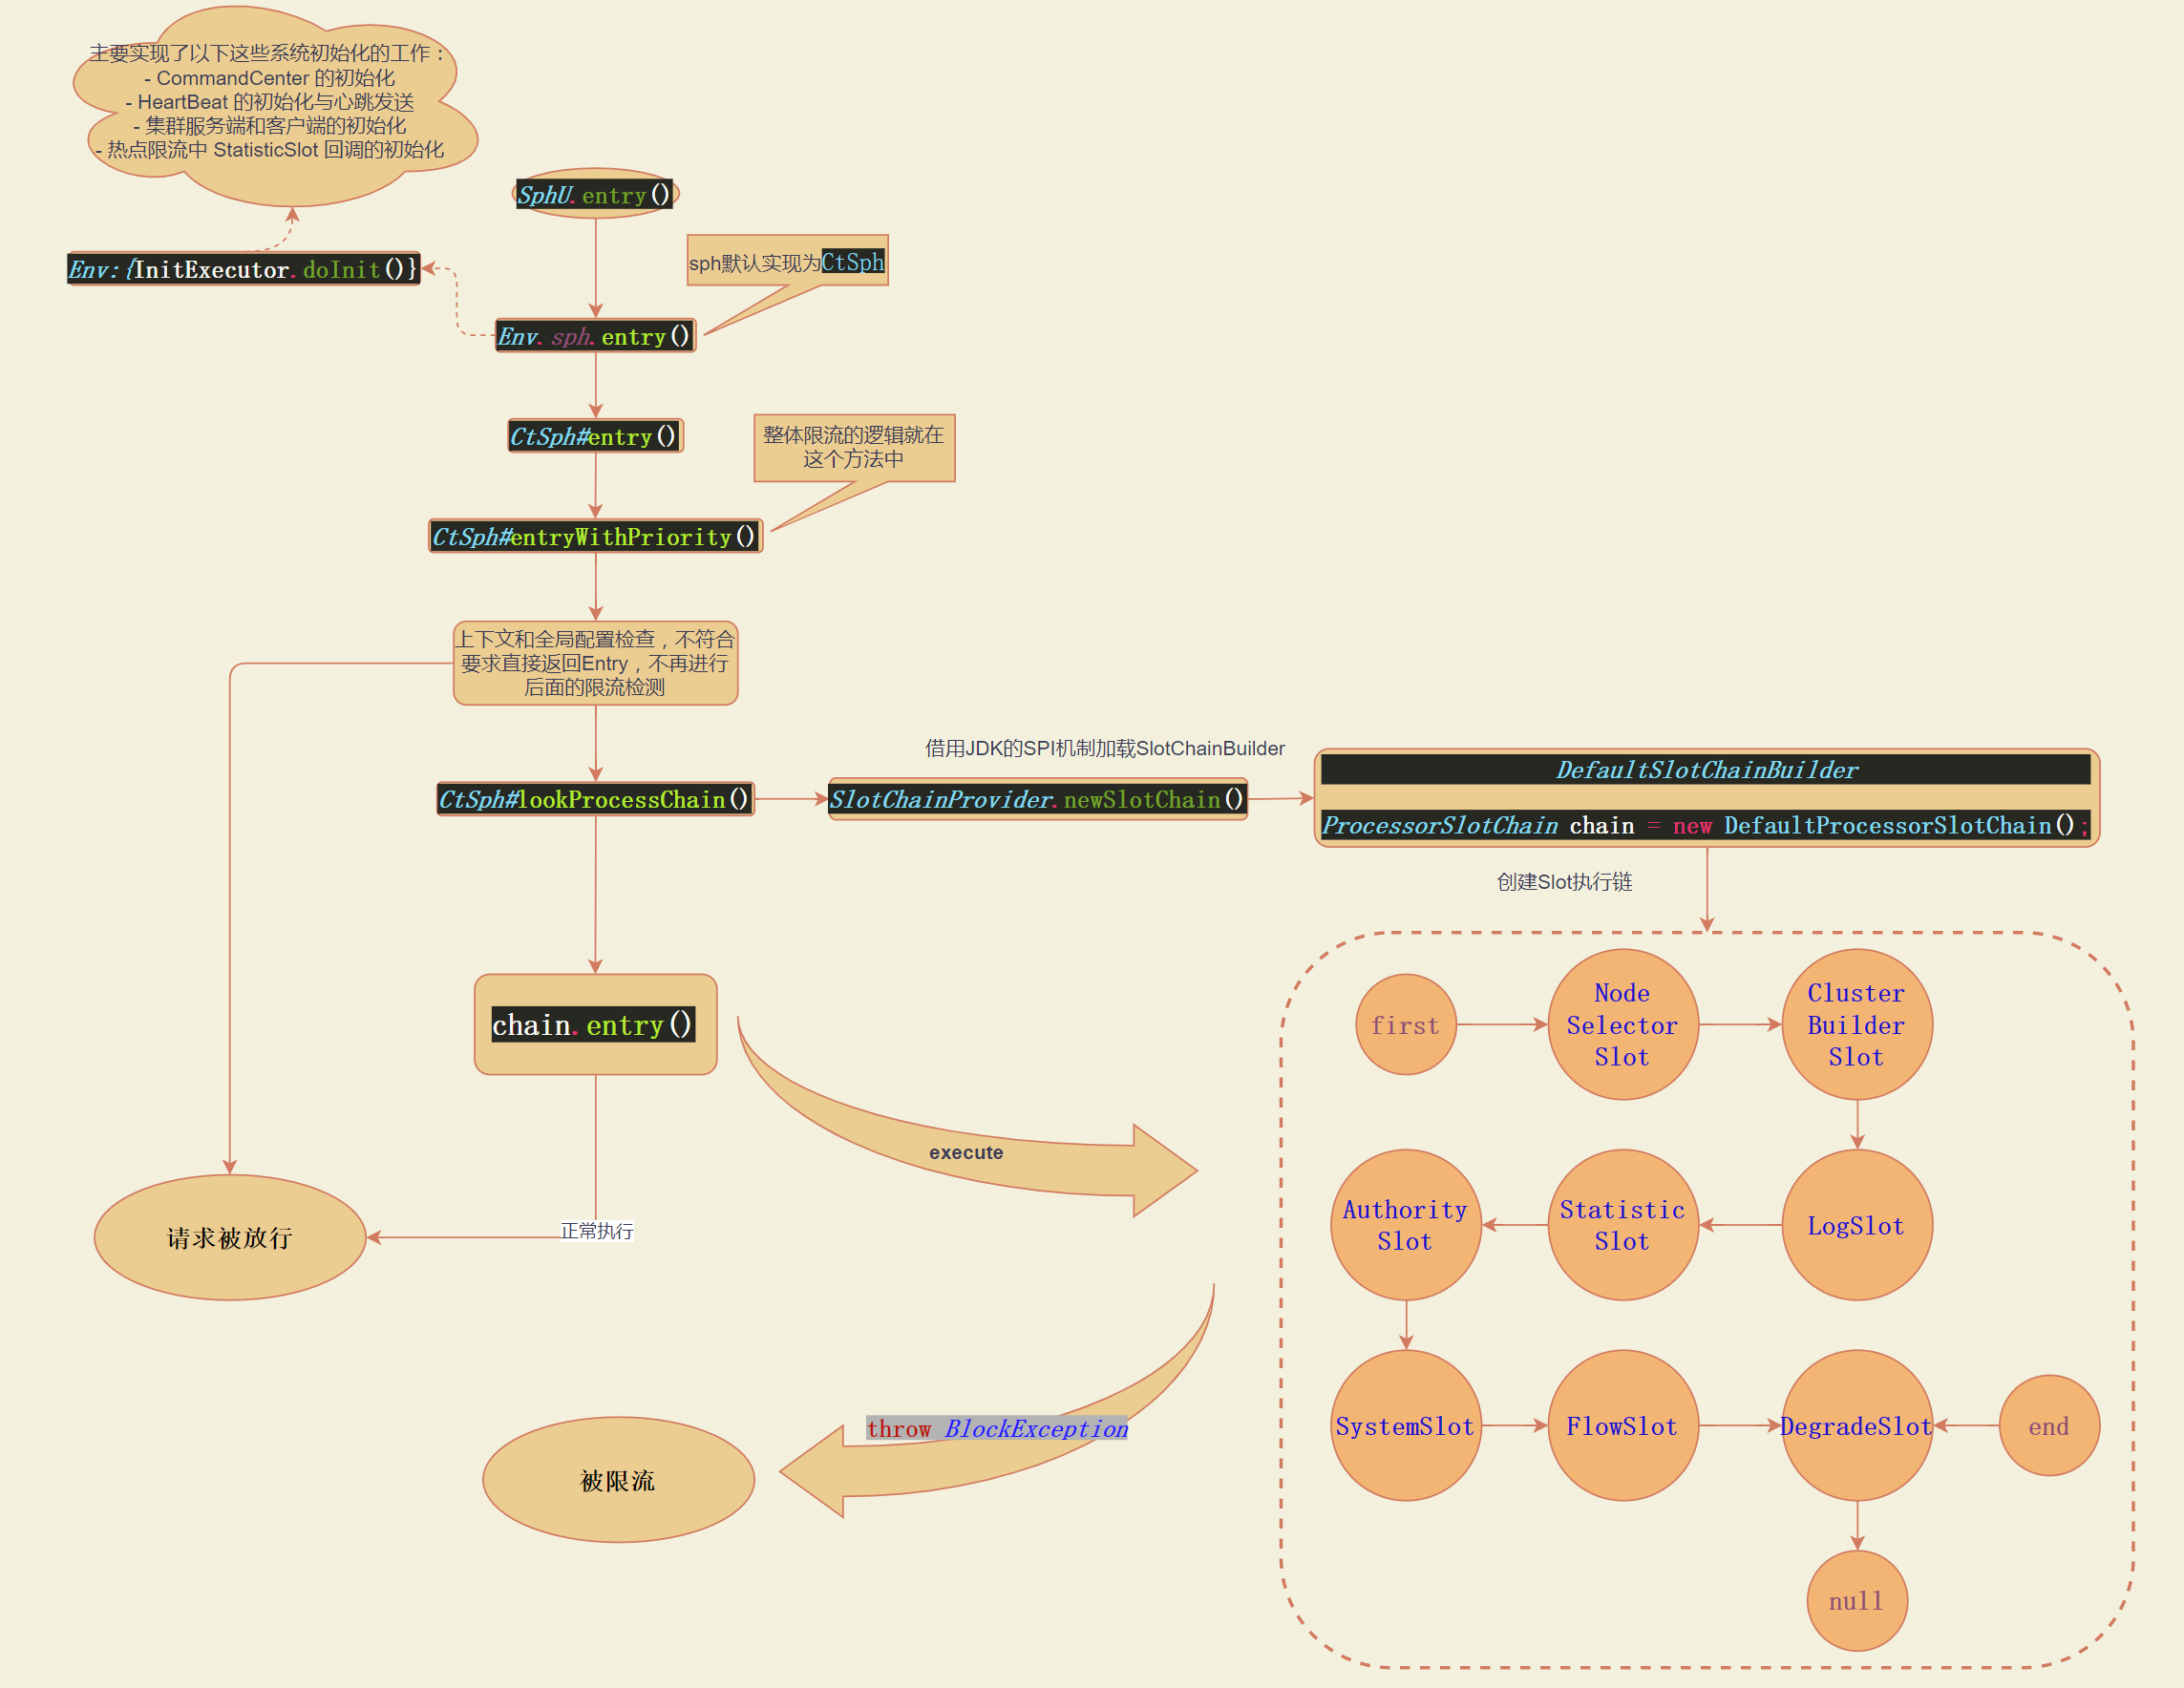 主要实现了以下这些系统初始化的工作：
- CommandCenter 的初始化
- HeartBeat 的初始化与心跳发送
- 集群服务端和客户端的初始化
- 热点限流中 StatisticSlot 回调的初始化
SphU.entry()
Env:{InitExecutor.doInit()}
sph默认实现为CtSph
Env.sph.entry()
CtSph#entry()
整体限流的逻辑就在
这个方法中
CtSph#entryWithPriority()
上下文和全局配置检查，不符合
要求直接返回Entry，不再进行
后面的限流检测
借用JDK的SPI机制加载SlotChainBuilder
CtSph#lookProcessChain()
SlotChainProvider.newSlotChain()
DefaultSlotChainBuilder
ProcessorSlotChain chain = new DefaultProcessorSlotChain();
创建Slot执行链
chain.entry()
first
Node
Selector
Slot
Cluster
Builder
Slot
execute
Authority
Slot
Statistic
Slot
LogSlot
正常执行
请求被放行
throw BlockException
被限流
SystemSlot
FlowSlot
DegradeSlot
end
null